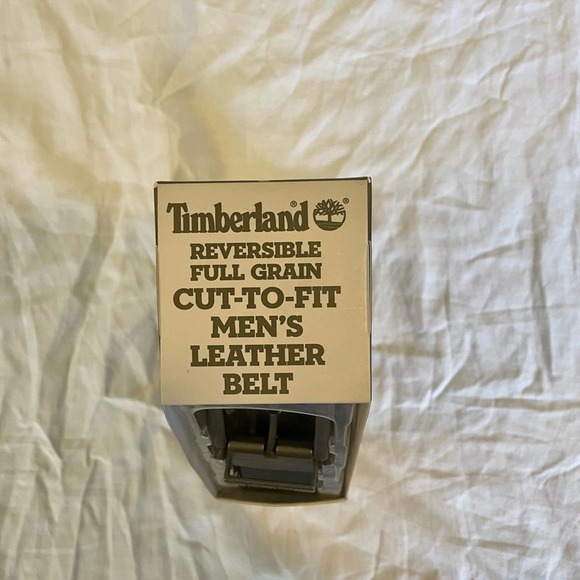 Timberland® ®
REVERSIBLE
FULL GRAIN
CUT-TO-FIT
MEN'S
LEATHER
BELT